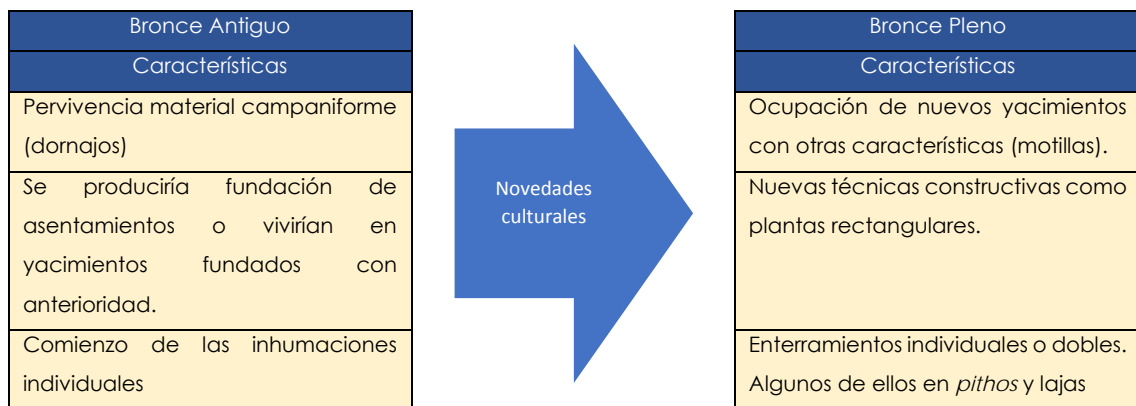 Bronce Antiguo
Características
Pervivencia material campaniforme
(dornajos)
Se produciría fundación de
asentamientos o vivirían en
yacimientos fundados con
anterioridad.
Comienzo de las inhumaciones
individuales
Novedades
culturales
Bronce Pleno
Características
Ocupación de nuevos yacimientos
con otras características (motillas).
Nuevas técnicas constructivas como
plantas rectangulares.
Enterramientos individuales o dobles.
Algunos de ellos en pithos y lajas